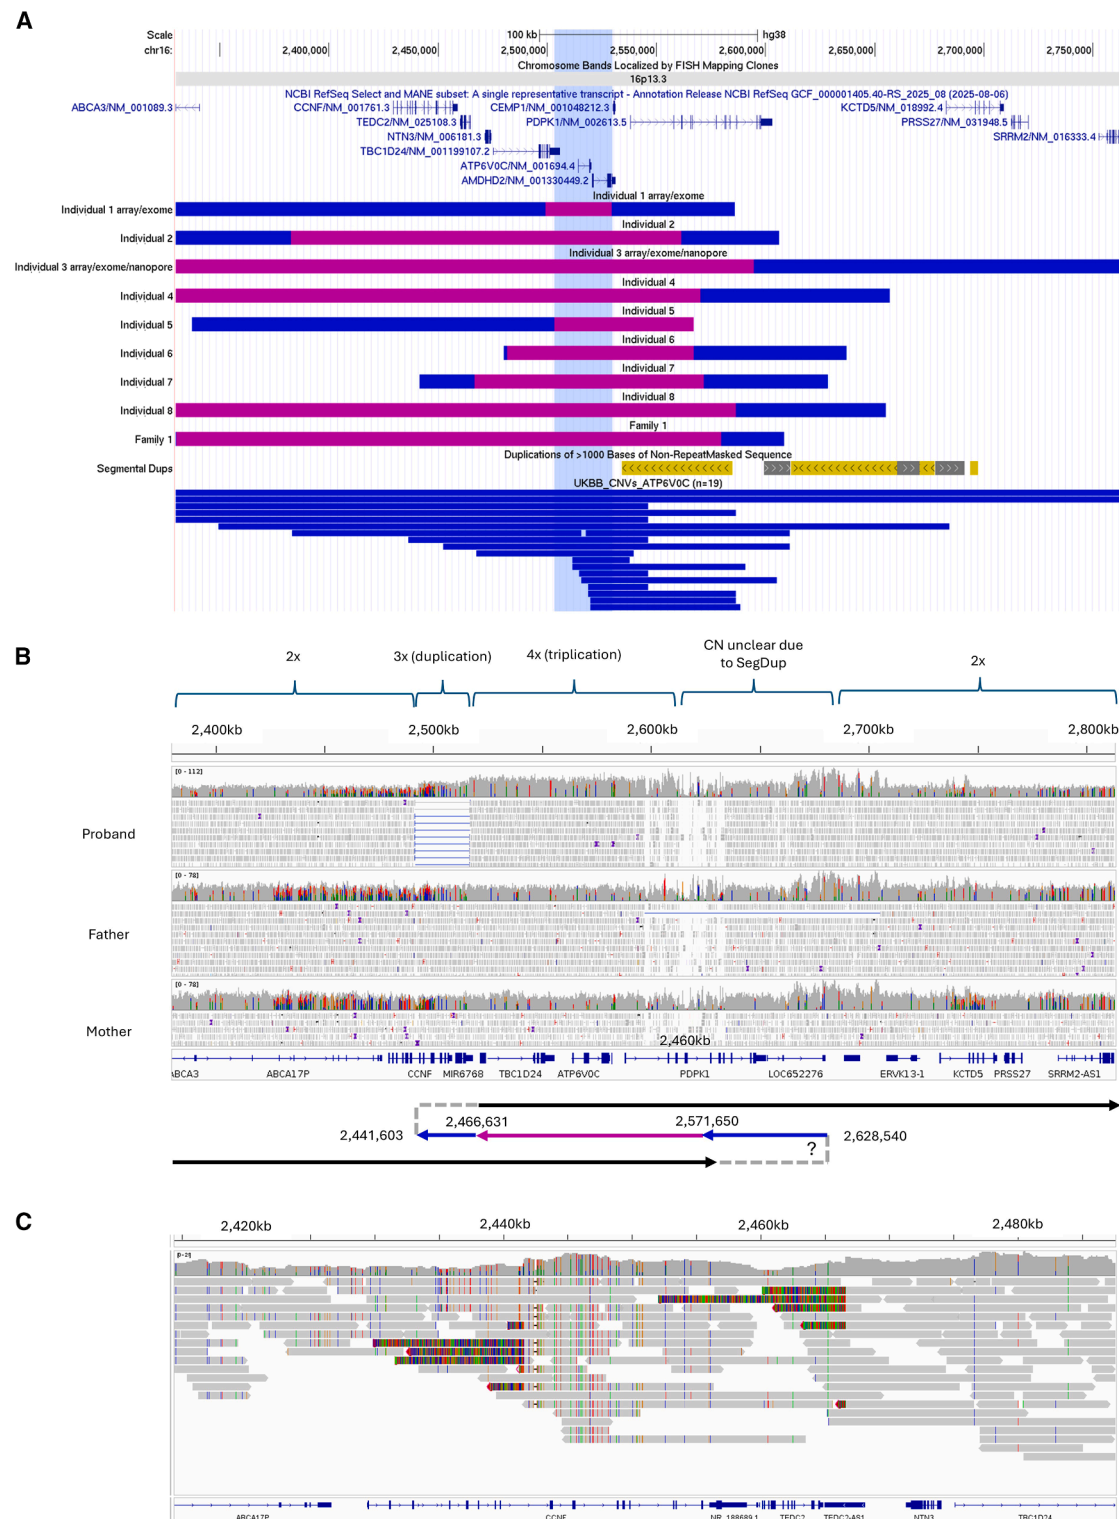 A
Scale
100 kb
hg38
chr16:
2,400,000
2,450,000
2,500,000
2,550,000
2,600,000
2,650,000
2,700,000
2,750,000
Chromosome Bands Localized by FISH Mapping Clones
16p13.3
NCBI RefSeq Select and MANE subset: A single representative transcript - Annotation Release NCBI RefSeq GCF_000001405.40-RS_2025_08 (2025-08-06)
ABCA3/NM_001089.3
CCNF/NM_001761.3
CEMP1/NM_001048212.3
KCTD5/NM_018992.4
TEDC2/NM_025108.3
PDPK1/NM_002613.5
PRSS27/NM_031948.5
NTN3/NM_006181.3
SRRM2/NM_016333.4
TBC1D24/NM_001199107.2
ATP6V0C/NM_001694.4
AMDHD2/NM_001330449.2
Individual 1 array/exome
Individual 1 array/exome
Individual 2
Individual 2
Individual 3 array/exome/nanopore
Individual 3 array/exome/nanopore
Individual 4
Individual 4
Individual 5
Individual 5
Individual 6
Individual 6
Individual 7
Individual 7
Individual 8
Individual 8
Family 1
Family 1
Duplications of >1000 Bases of Non-RepeatMasked Sequence
Segmental Dups
UKBB_CNVs_ATP6V0C (n=19)
B
2x
3x (duplication)
4x (triplication)
CN unclear due
to SegDup
2x
2,400kb
2,500kb
2,600kb
2,700kb
2,800kb
[0 - 112]
Proband
[0 - 78]
Father
[0 - 78]
Mother
2,460kb
ABCA3
ABCA17P
CCNF
MIR6768
TBC1D24
ATP6V0C
PDPK1
LOC652276
ERVK13-1
KCTD5
PRSS27
SRRM2-AS1
2,466,631
2,571,650
2,441,603
2,628,540
?
C
2,420kb
2,440kb
2,460kb
2,480kb
ABCA17P
CCNF
NR_188689.1
TEDC2
TEDC2-AS1
NTN3
TBC1D24